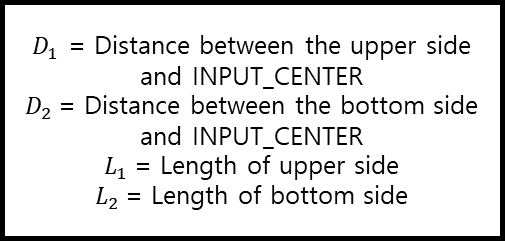 D₁ = Distance between the upper side
and INPUT_CENTER
D₂ = Distance between the bottom side
and INPUT_CENTER
L₁ = Length of upper side
L₂ = Length of bottom side